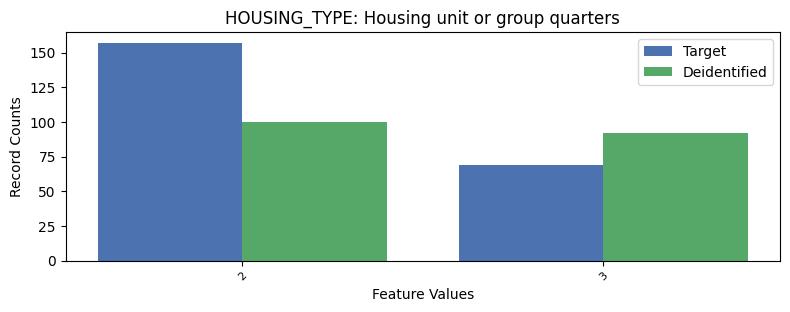 HOUSING_TYPE: Housing unit or group quarters
Target
Deidentified
Record Counts
150
125
100
75
50
25
0
2
3
Feature Values